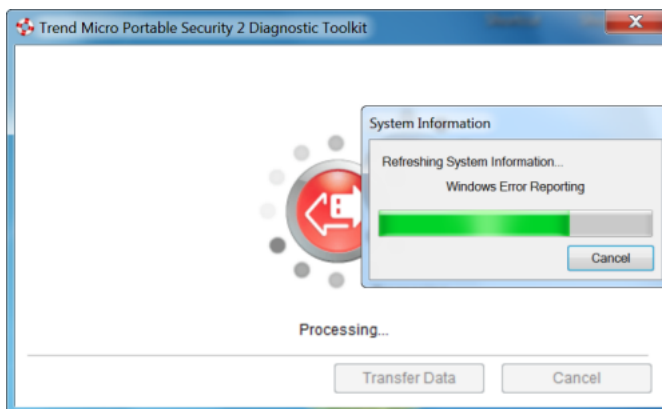 Trend Micro Portable Security 2 Diagnostic Toolkit
System Information
Refreshing System Information...
Windows Error Reporting
Cancel
Processing...
Transfer Data
Cancel